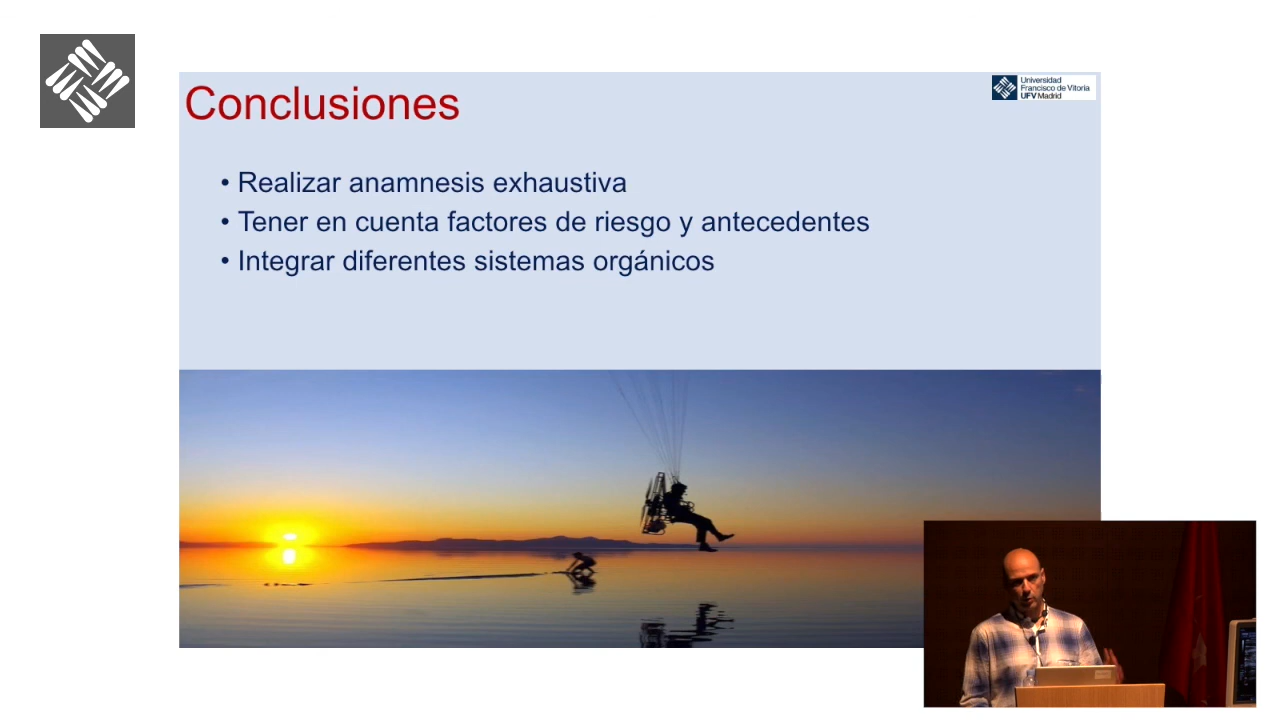 Conclusiones
Universidad
Francisco de Vitoria
UFV Madrid
• Realizar anamnesis exhaustiva
• Tener en cuenta factores de riesgo y antecedentes
• Integrar diferentes sistemas orgánicos